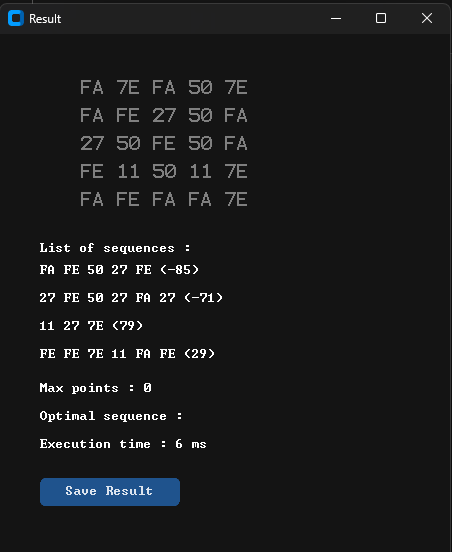 Result
FA 7E FA 50 7E
FA FE 27 50 FA
27 50 FE 50 FA
FE 11 50 11 7E
FA FE FA FA 7E
List of sequences :
FA FE 50 27 FE (-85)
27 FE 50 27 FA 27 (-71)
11 27 7E (79)
FE FE 7E 11 FA FE (29)
Max points : 0
Optimal sequence :
Execution time : 6 ms
Save Result